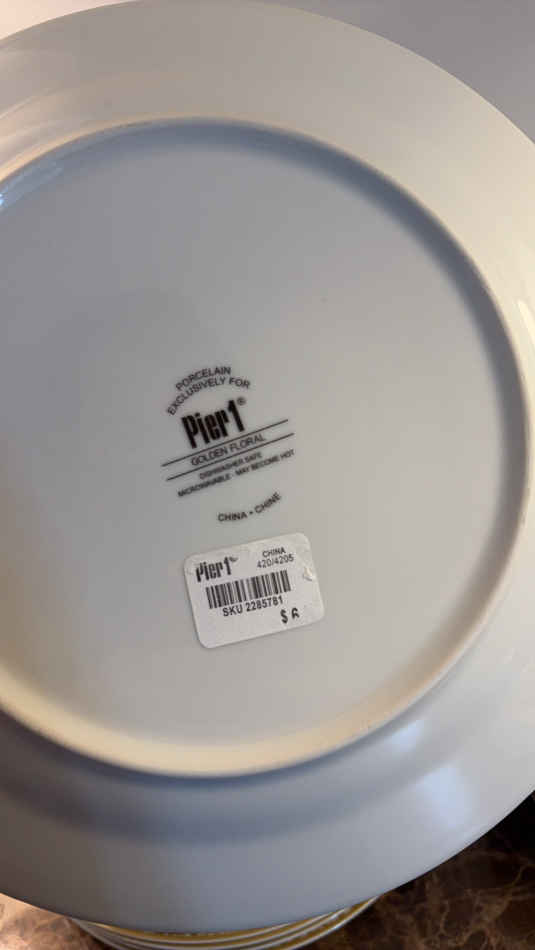 PORCELAIN
EXCLUSIVELY FOR
Pier1®
GOLDEN FLORAL
DISHWASHER SAFE
MICROWAVABLE - MAY BECOME HOT
CHINA • CHINE
Pier1
CHINA
420/4205
SKU 2285781
$ 6